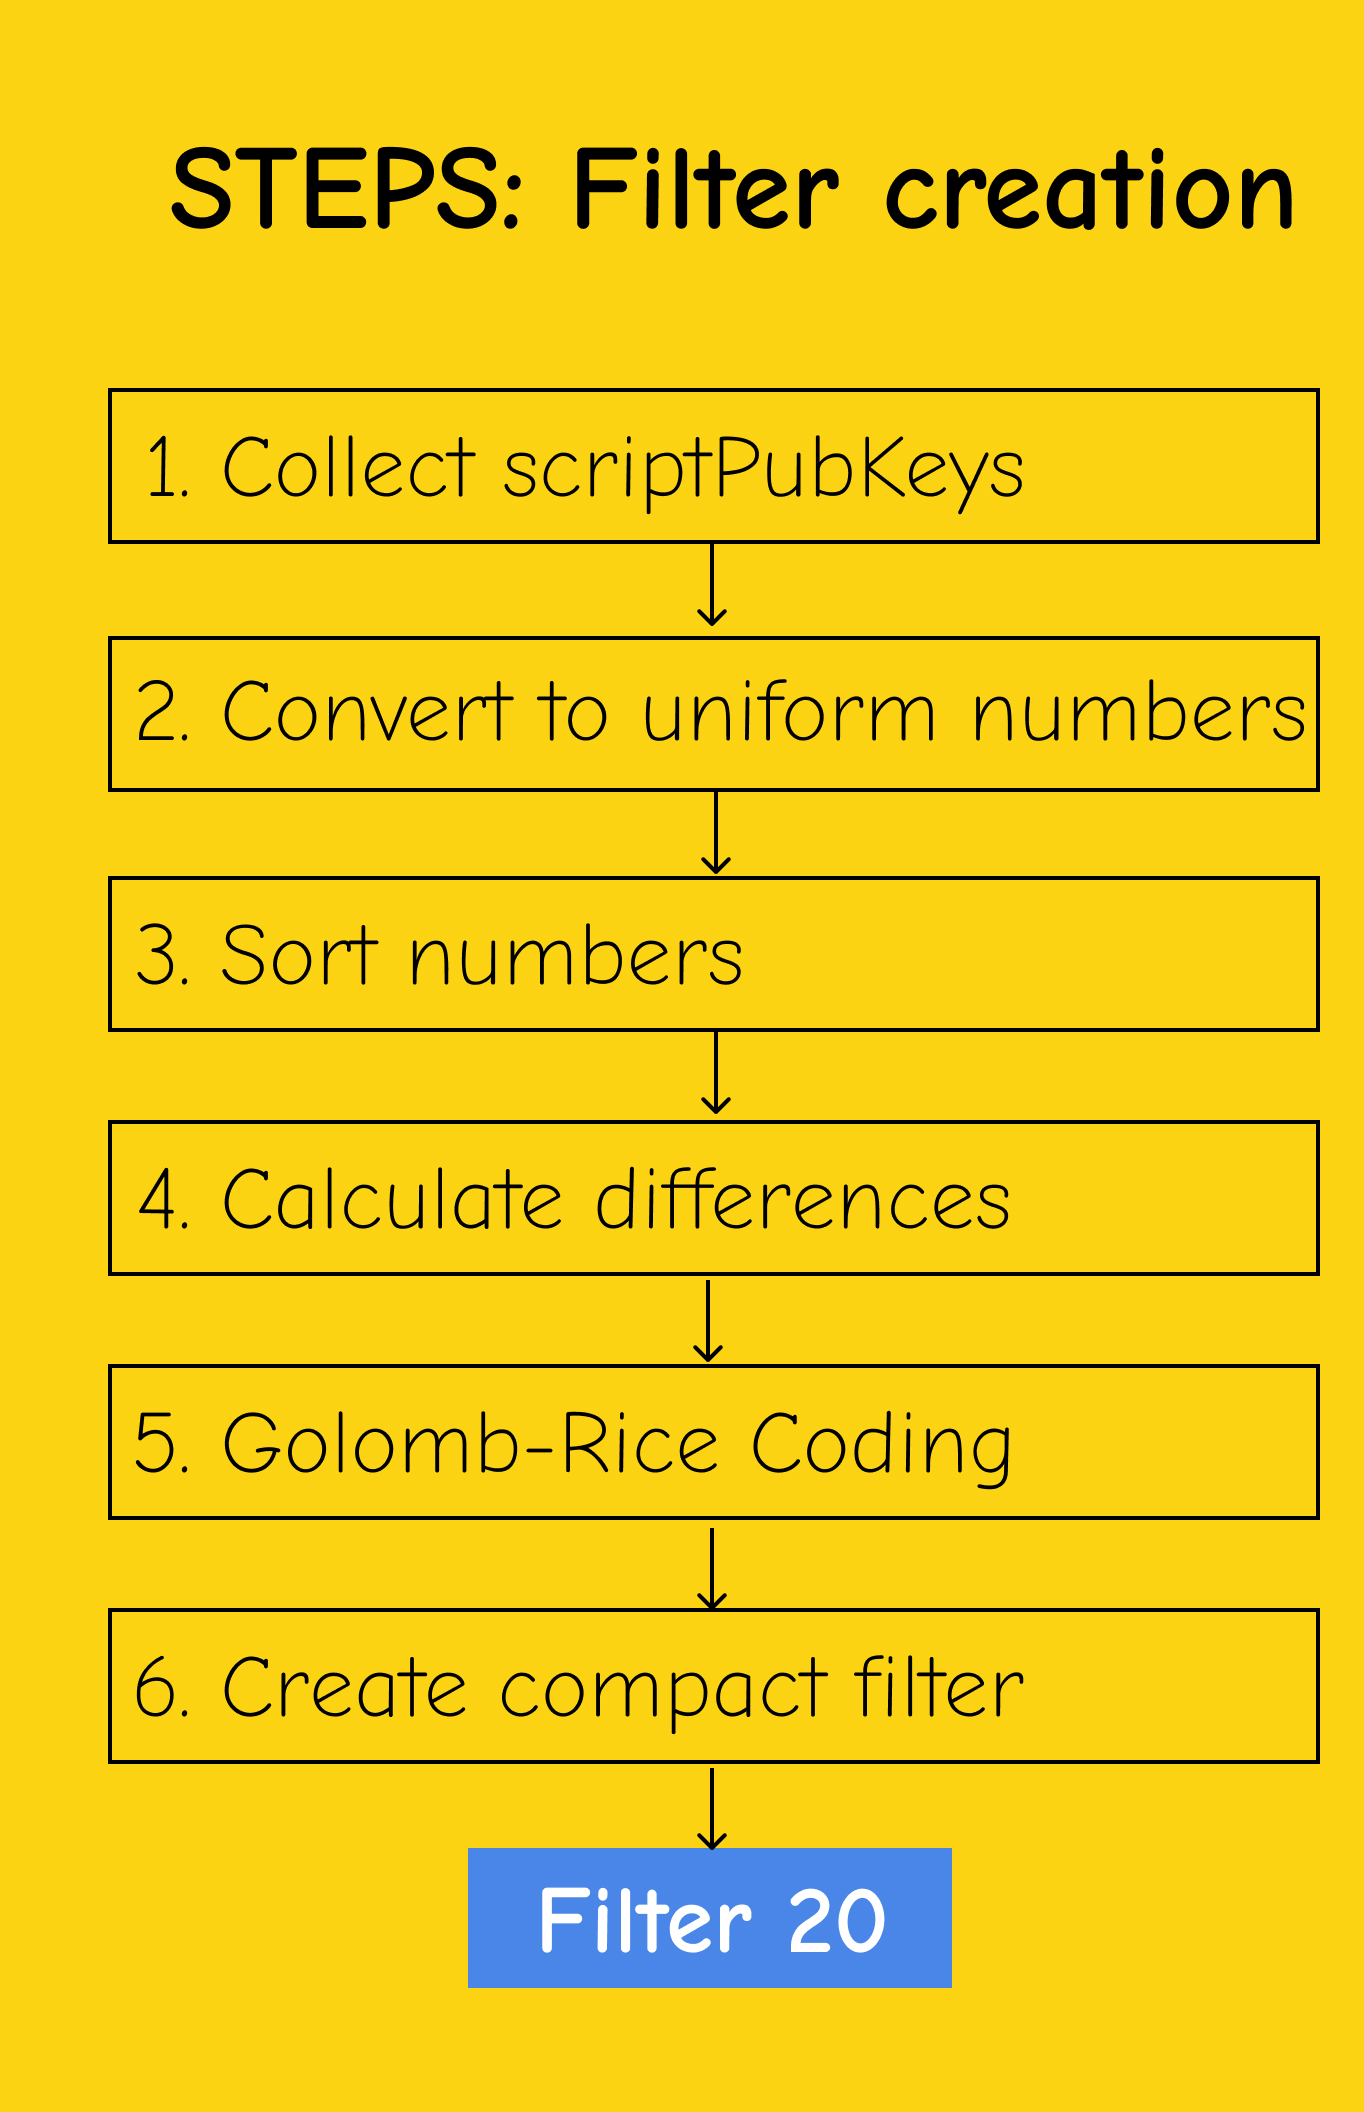 STEPS: Filter creation
1. Collect scriptPubKeys
2. Convert to uniform numbers
3. Sort numbers
4. Calculate differences
5. Golomb-Rice Coding
6. Create compact filter
Filter 20